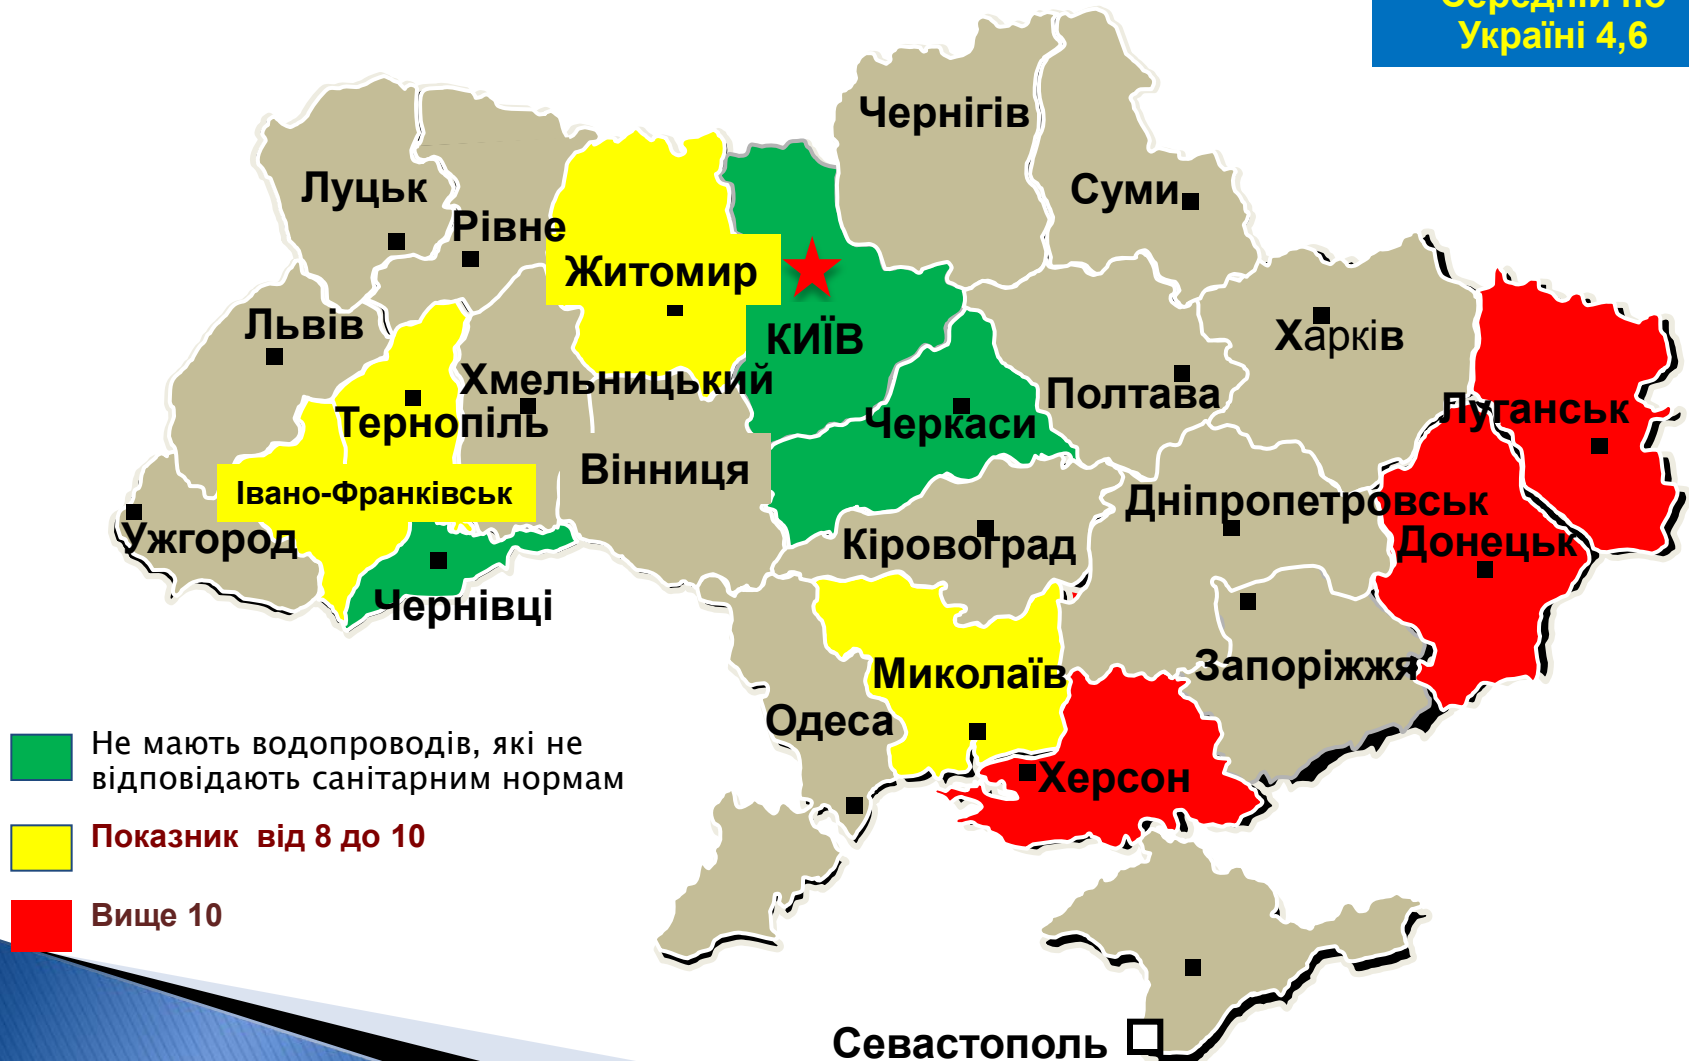 Середній по
Україні 4,6
Чернігів
Луцьк
Суми
Рівне
Житомир
Львів
КИЇВ
Харків
Хмельницький
Полтава
Тернопіль
Черкаси
Луганськ
Вінниця
Івано-Франківськ
Дніпропетровськ
Ужгород
Кіровоград
Донецьк
Чернівці
Миколаїв
Запоріжжя
Одеса
Херсон
Не мають водопроводів, які не
відповідають санітарним нормам
Показник від 8 до 10
Вище 10
Севастополь